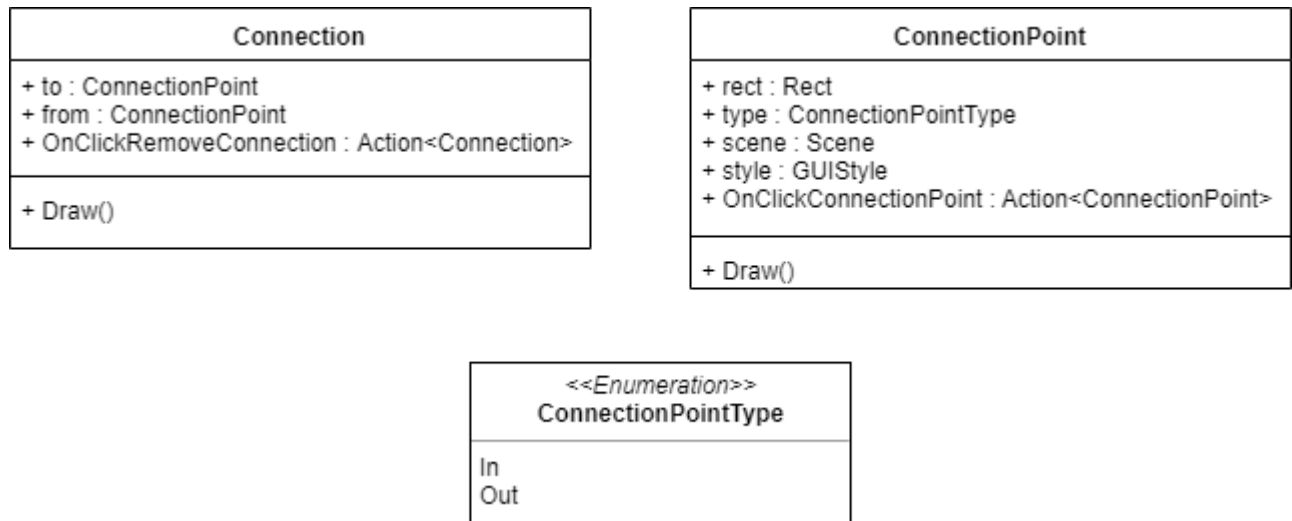 Connection
+ to : ConnectionPoint
+ from : ConnectionPoint
+ OnClickRemoveConnection : Action<Connection>
+ Draw()
ConnectionPoint
+ rect : Rect
+ type : ConnectionPointType
+ scene : Scene
+ style : GUIStyle
+ OnClickConnectionPoint : Action<ConnectionPoint>
+ Draw()
<<Enumeration>>
ConnectionPointType
In
Out